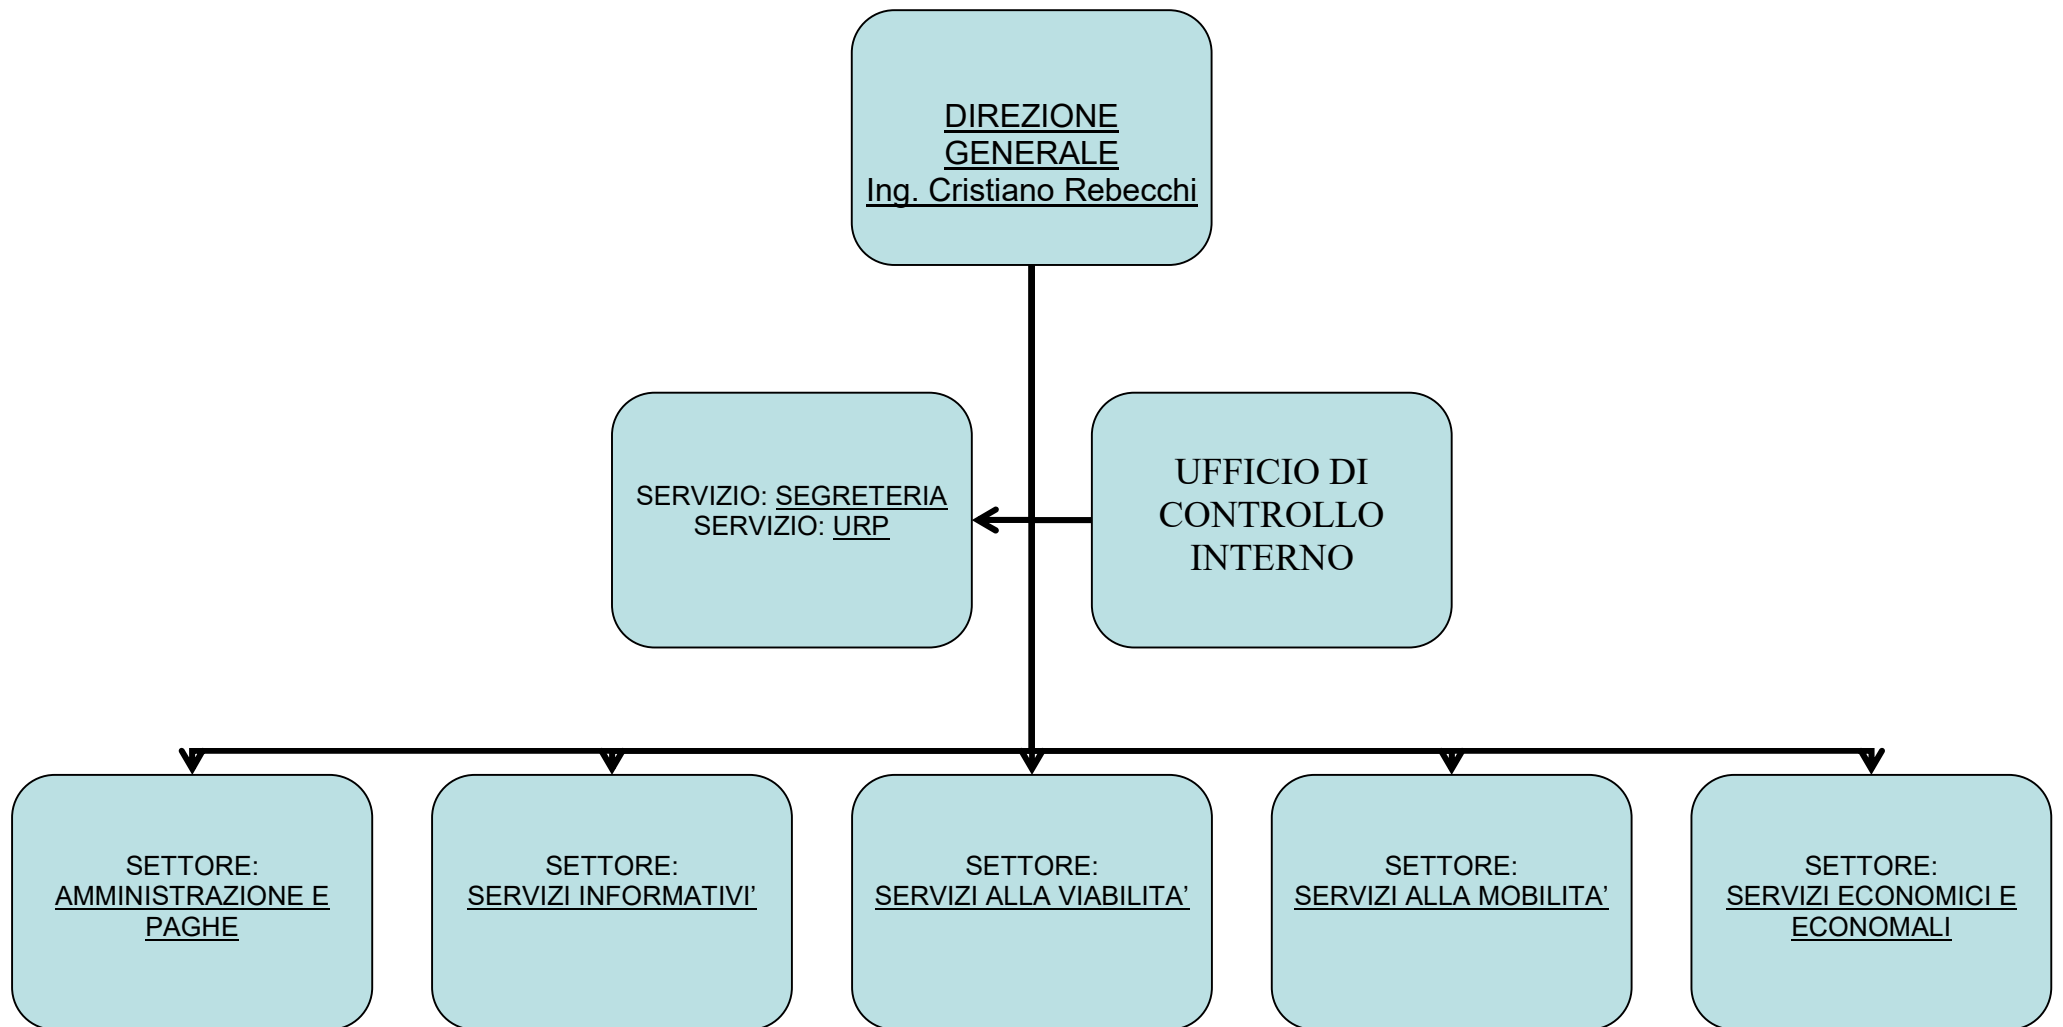 DIREZIONE
GENERALE
Ing. Cristiano Rebecchi
SERVIZIO: SEGRETERIA
SERVIZIO: URP
UFFICIO DI
CONTROLLO
INTERNO
SETTORE:
AMMINISTRAZIONE E
PAGHE
SETTORE:
SERVIZI INFORMATIVI’
SETTORE:
SERVIZI ALLA VIABILITA’
SETTORE:
SERVIZI ALLA MOBILITA’
SETTORE:
SERVIZI ECONOMICI E
ECONOMALI